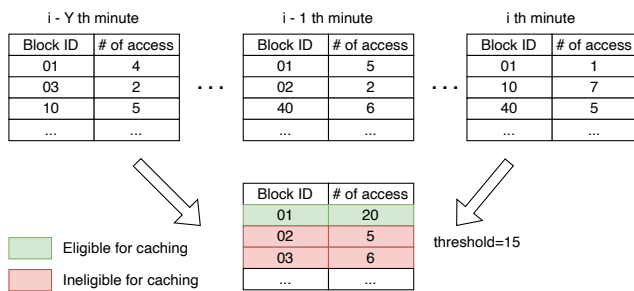 i - Y th minute
Block ID # of access
01 4
03 2
10 5
... ...
. . .
i - 1 th minute
Block ID # of access
01 5
02 2
40 6
... ...
. . .
i th minute
Block ID # of access
01 1
10 7
40 5
... ...
Block ID # of access
01 20
02 5
03 6
... ...
threshold=15
Eligible for caching
Ineligible for caching